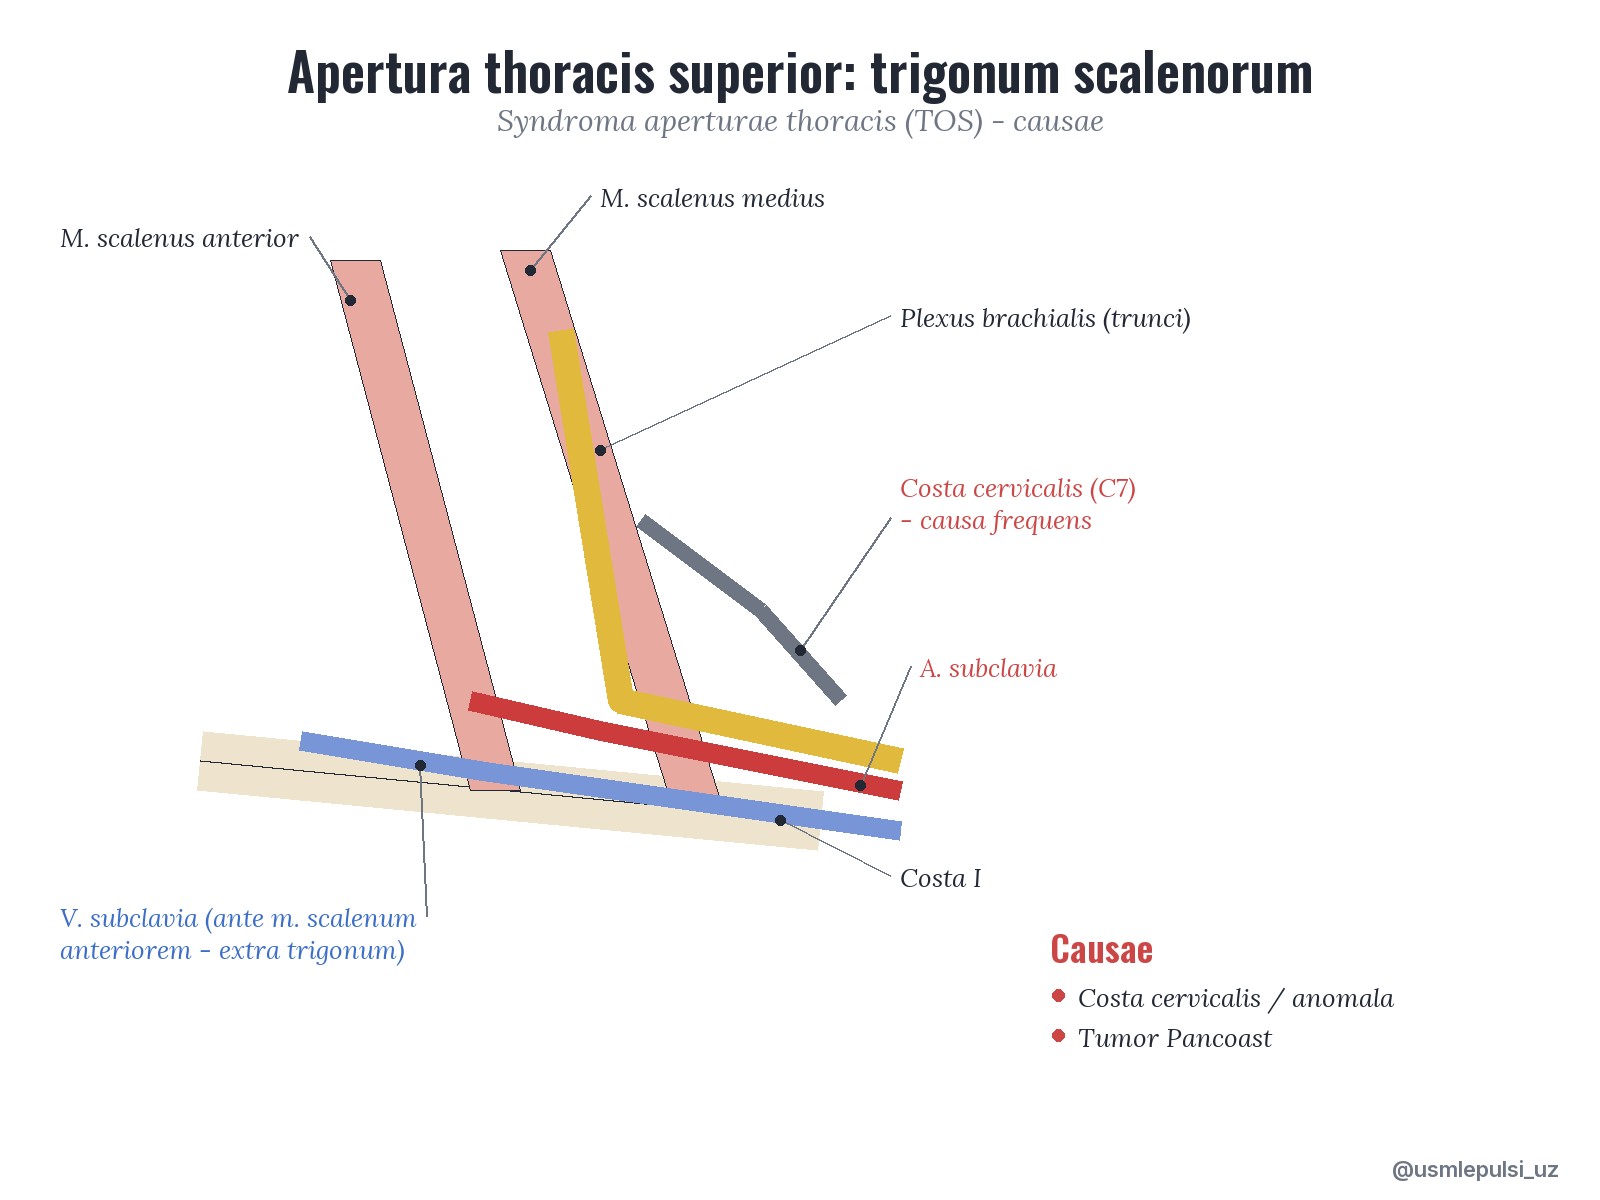 Apertura thoracis superior: trigonum scalenorum
Syndroma aperturae thoracis (TOS) - causae
M. scalenus medius
M. scalenus anterior
Plexus brachialis (trunci)
Costa cervicalis (C7)
- causa frequens
A. subclavia
Costa I
V. subclavia (ante m. scalenum
anteriorem - extra trigonum)
Causae
Costa cervicalis / anomala
Tumor Pancoast
@usmlepulsi_uz